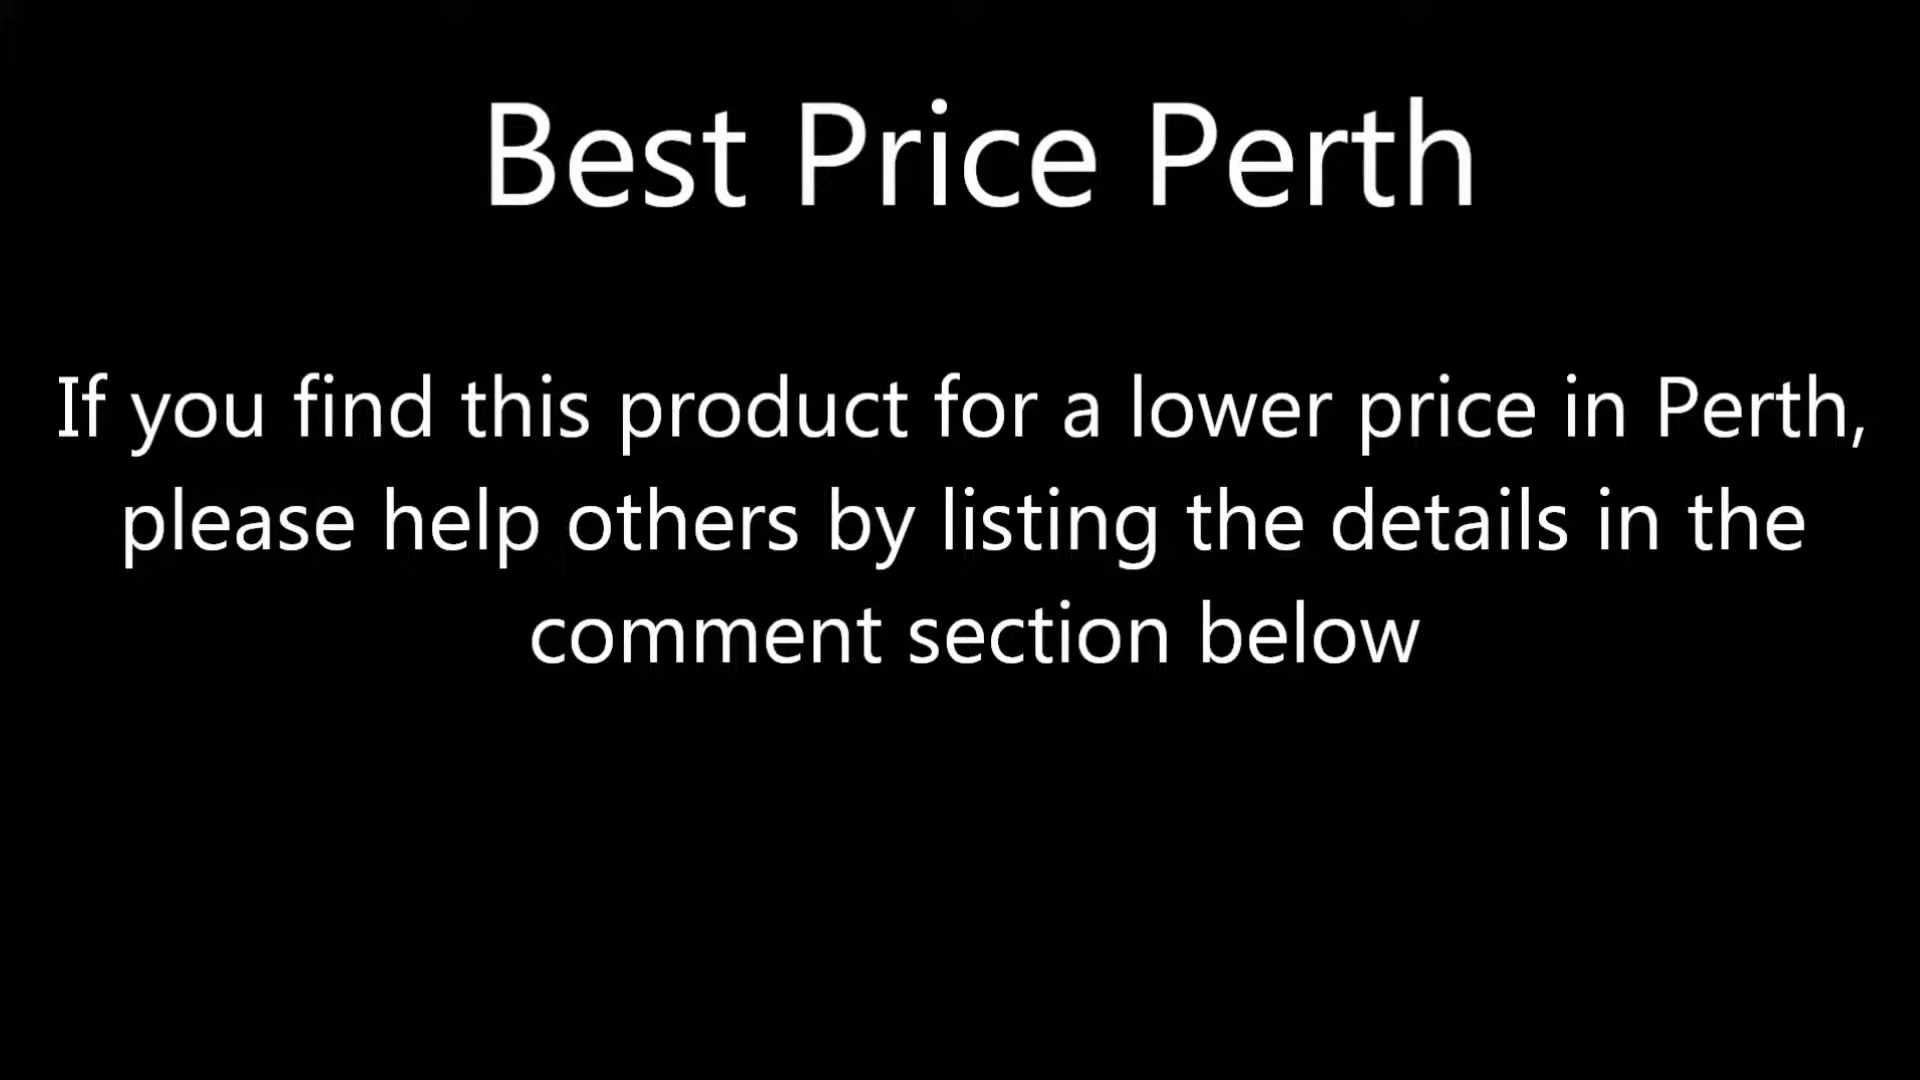 Best Price Perth
If you find this product for a lower price in Perth,
please help others by listing the details in the
comment section below